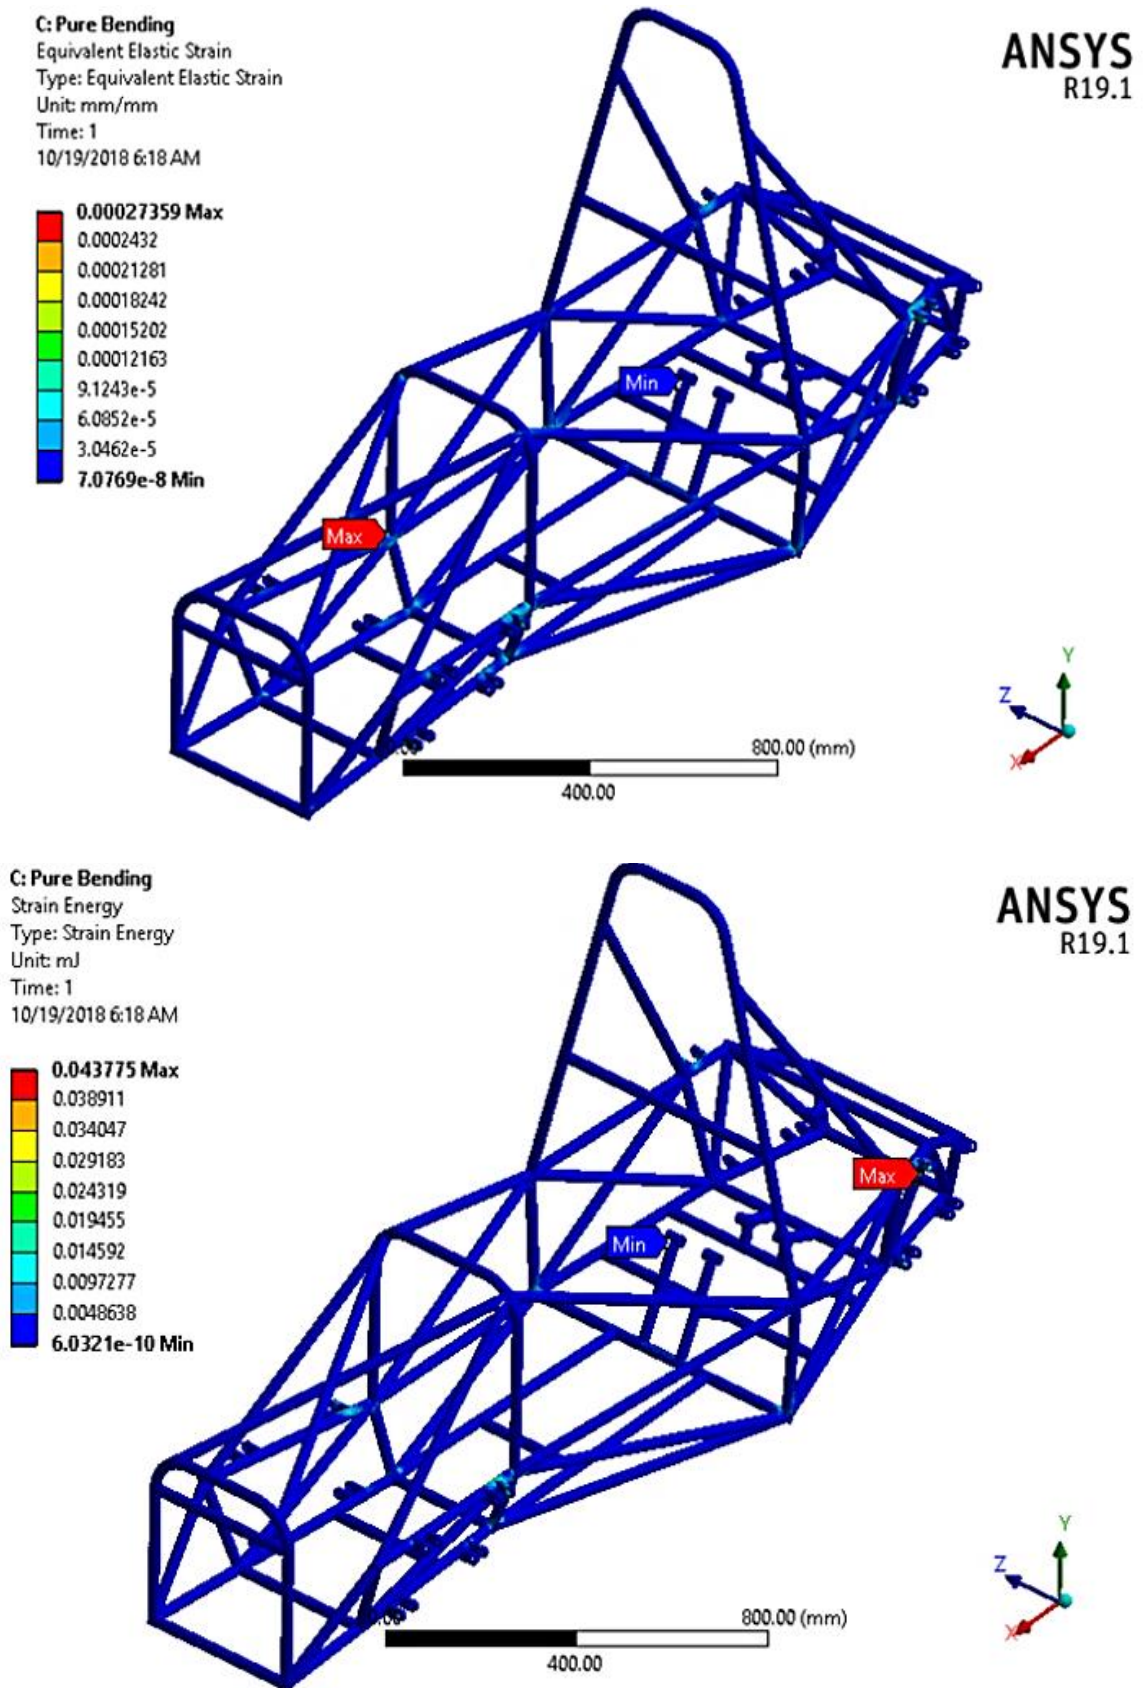 C: Pure Bending
Equivalent Elastic Strain
Type: Equivalent Elastic Strain
Unit: mm/mm
Time: 1
10/19/2018 6:18 AM
ANSYS
R19.1
0.00027359 Max
0.0002432
0.00021281
0.00018242
0.00015202
0.00012163
9.1243e-5
6.0852e-5
3.0462e-5
7.0769e-8 Min
Min
Max
Y
Z
X
800.00 (mm)
400.00
C: Pure Bending
Strain Energy
Type: Strain Energy
Unit: mJ
Time: 1
10/19/2018 6:18 AM
ANSYS
R19.1
0.043775 Max
0.038911
0.034047
0.029183
0.024319
0.019455
0.014592
0.0097277
0.0048638
6.0321e-10 Min
Max
Min
Y
Z
X
800.00 (mm)
400.00